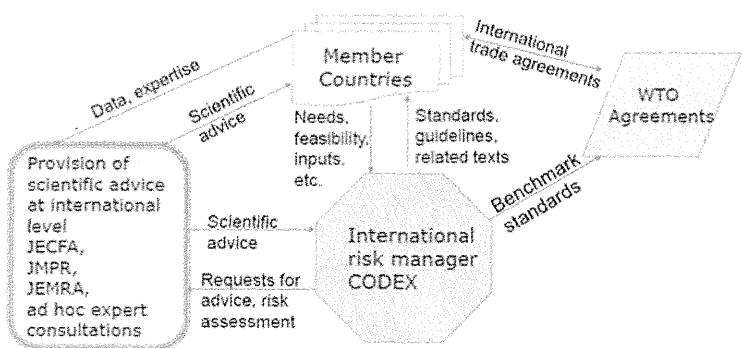 Member
Countries
International
trade agreements
WTO
Agreements
Data, expertise
Scientific
advice
Needs,
feasibility,
inputs,
etc.
Standards,
guidelines,
related texts
Provision of
scientific advice
at international
level
JECFA,
JMPR,
JEMRA,
ad hoc expert
consultations
Scientific
advice
Requests for
advice, risk
assessment
International
risk manager
CODEX
Benchmark
standards